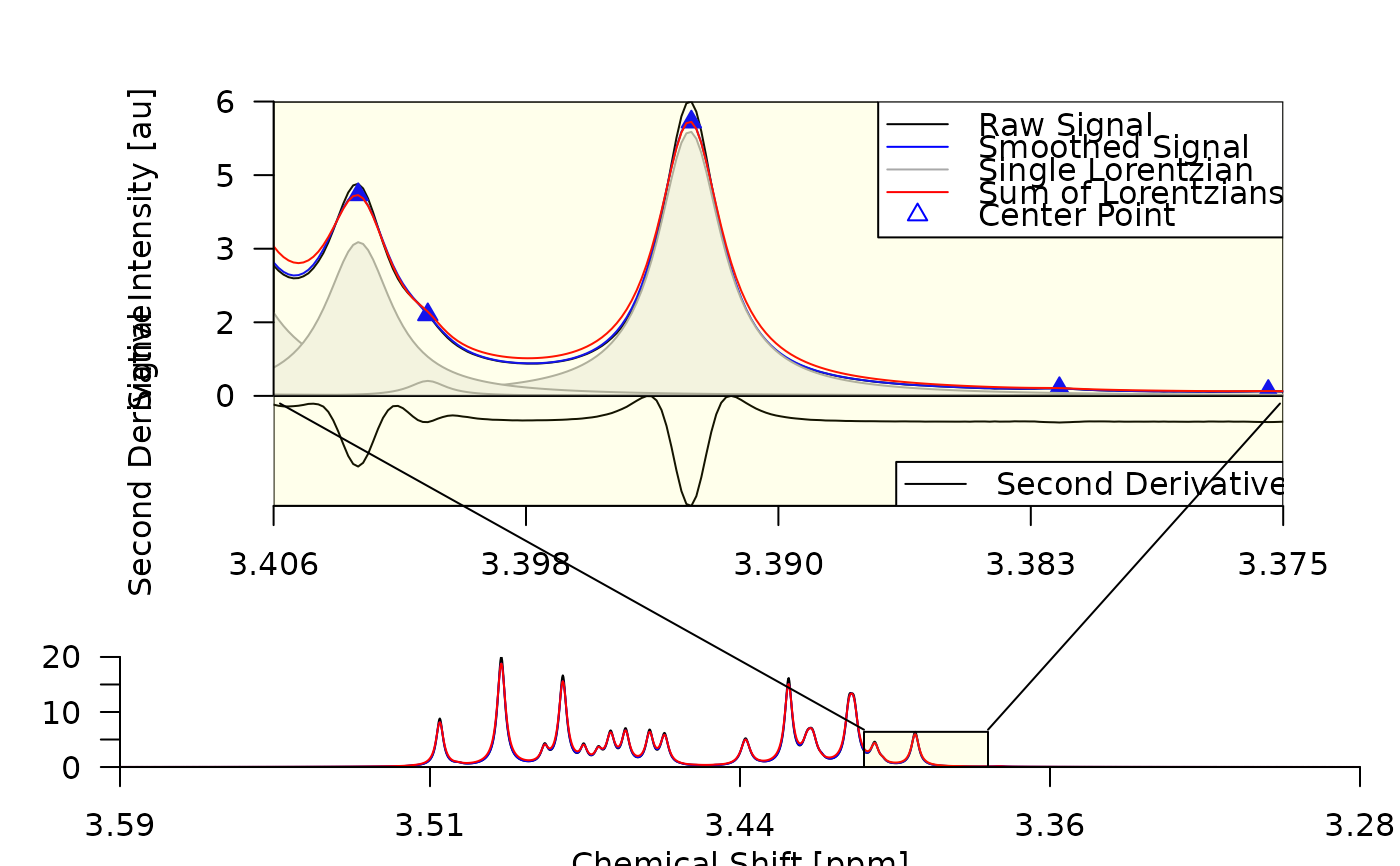 Signal Intensity [au]
Second Derivative
6
5
3
2
0
Raw Signal
Smoothed Signal
Single Lorentzian
Sum of Lorentzians
Center Point
Second Derivative
3.406
3.398
3.390
3.383
3.375
20
10
0
3.59
3.51
3.44
3.36
3.28
Chemical Shift [ppm]